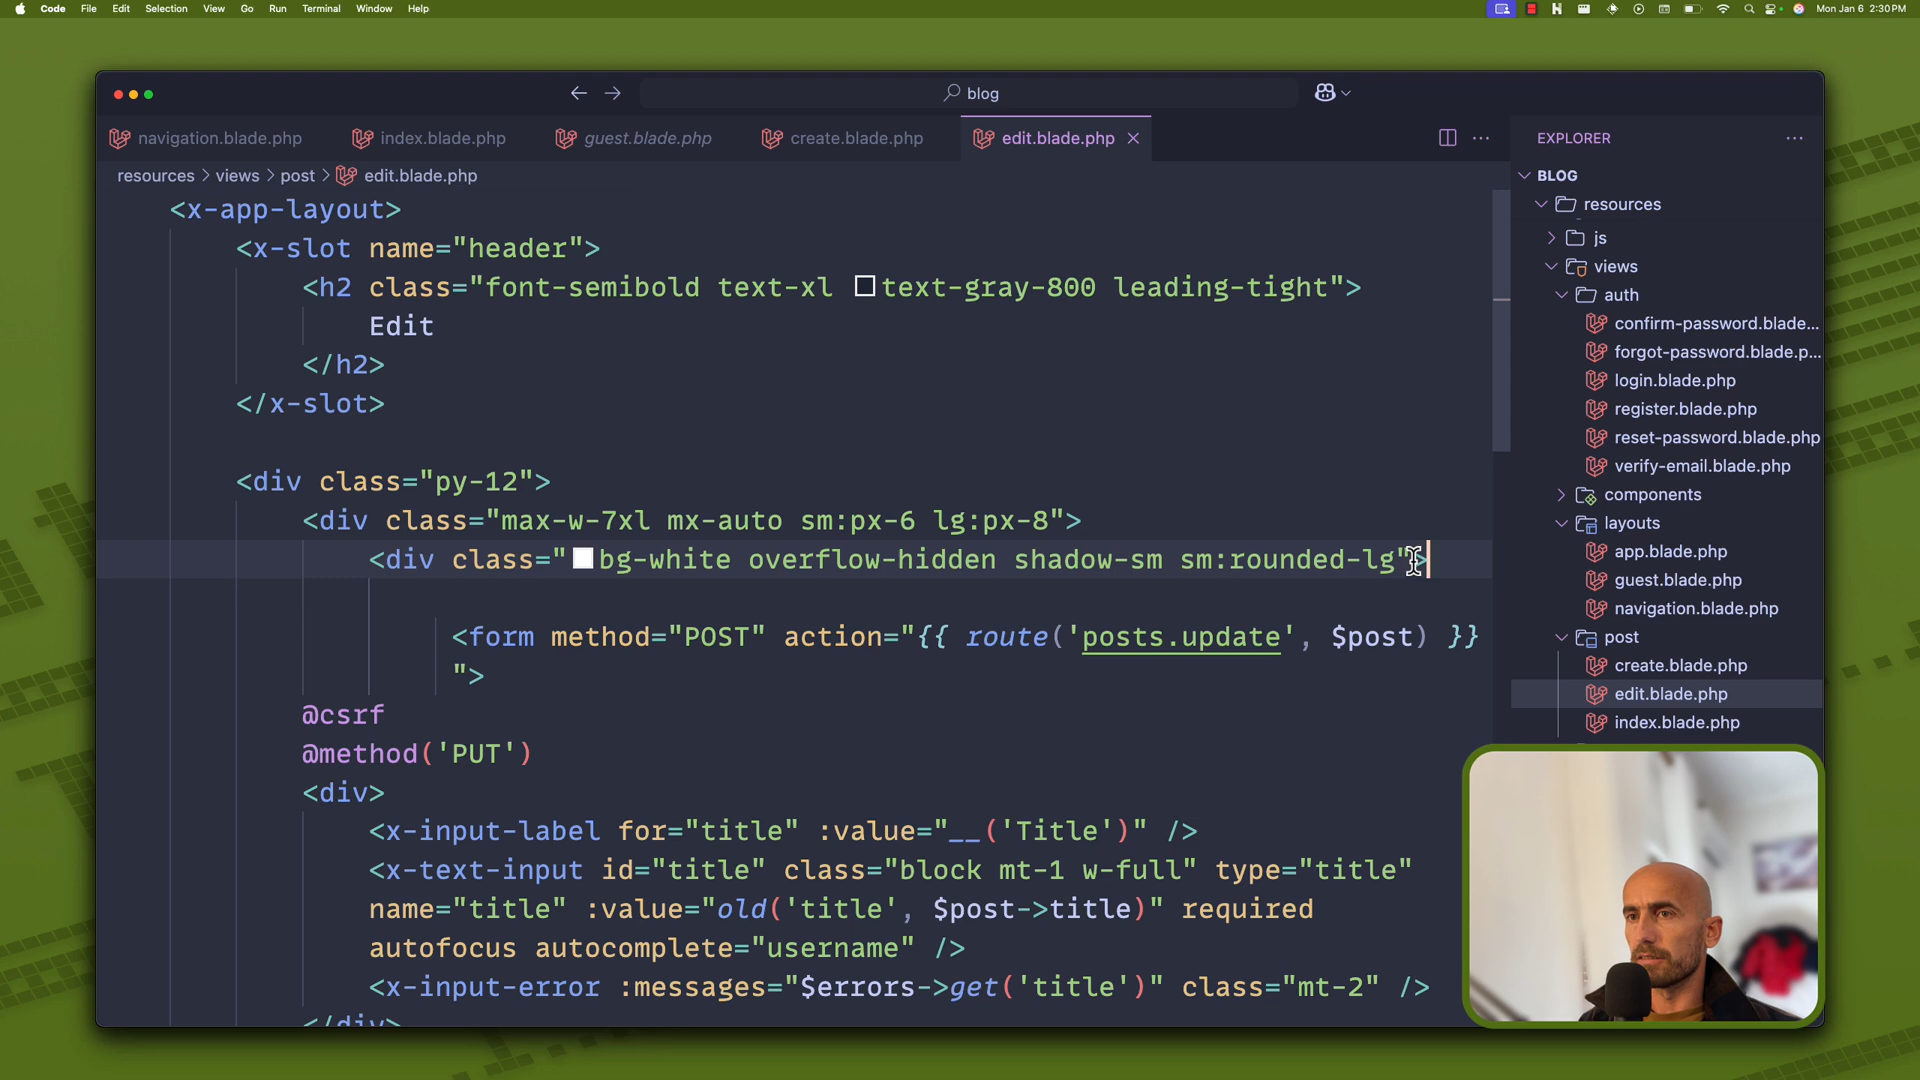 Code File Edit Selection View Go Run Terminal Window Help
Mon Jan 6 2:30 PM
blog
navigation.blade.php index.blade.php guest.blade.php create.blade.php edit.blade.php
EXPLORER
resources > views > post > edit.blade.php
BLOG
resources
js
views
auth
confirm-password.blade...
forgot-password.blade.p...
login.blade.php
register.blade.php
reset-password.blade.php
verify-email.blade.php
components
layouts
app.blade.php
guest.blade.php
navigation.blade.php
post
create.blade.php
edit.blade.php
index.blade.php
<x-app-layout>
<x-slot name="header">
<h2 class="font-semibold text-xl text-gray-800 leading-tight">
Edit
</h2>
</x-slot>
<div class="py-12">
<div class="max-w-7xl mx-auto sm:px-6 lg:px-8">
<div class="bg-white overflow-hidden shadow-sm sm:rounded-lg">
<form method="POST" action="{{ route('posts.update', $post) }}
">
@csrf
@method('PUT')
<div>
<x-input-label for="title" :value="__('Title')" />
<x-text-input id="title" class="block mt-1 w-full" type="title"
name="title" :value="old('title', $post->title)" required
autofocus autocomplete="username" />
<x-input-error :messages="$errors->get('title')" class="mt-2" />
</div>